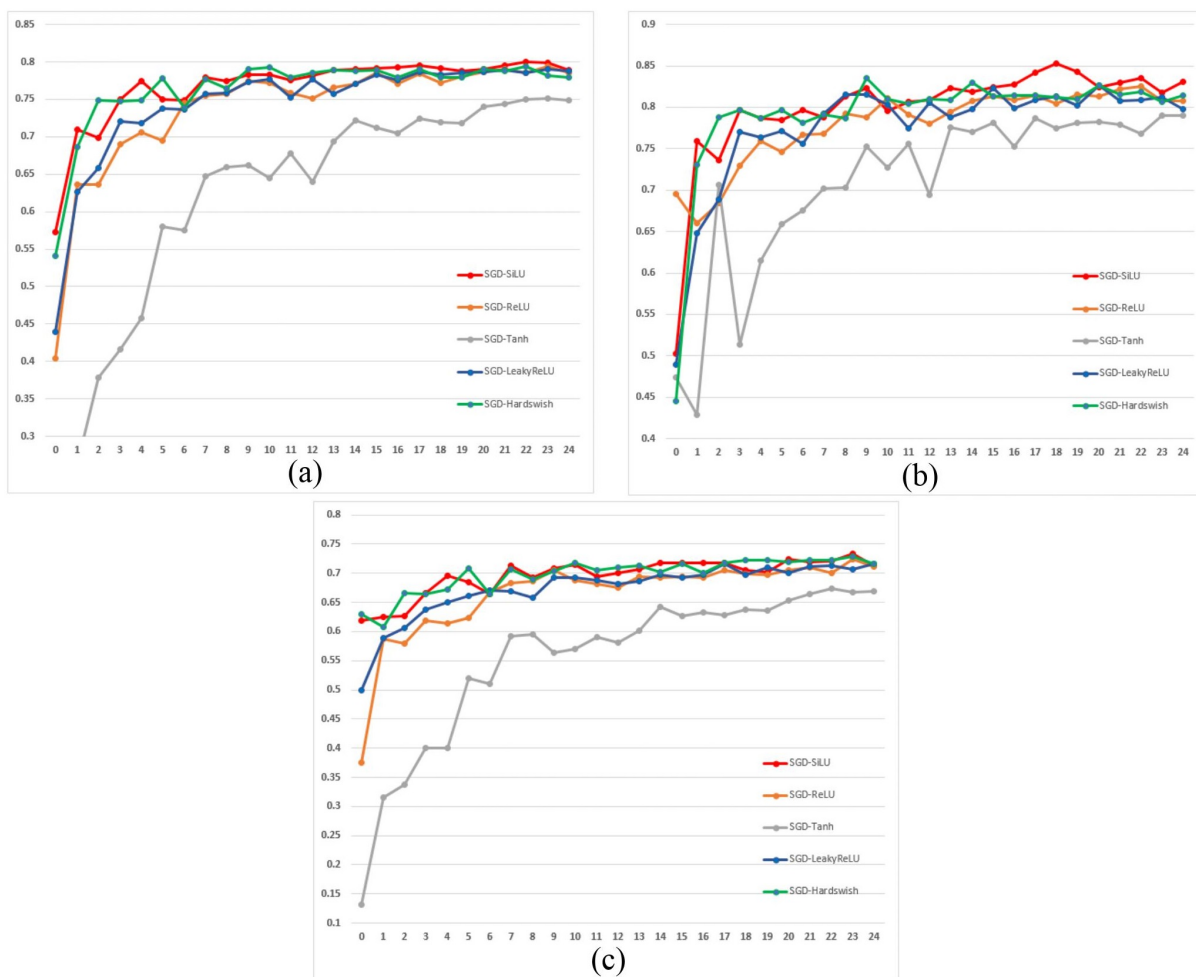 0.85
0.8
0.75
0.7
0.65
0.6
0.55
0.5
0.45
0.4
0.35
0.3
0 1 2 3 4 5 6 7 8 9 10 11 12 13 14 15 16 17 18 19 20 21 22 23 24
SGD-SiLU
SGD-ReLU
SGD-Tanh
SGD-LeakyReLU
SGD-Hardswish
(a)
0.9
0.85
0.8
0.75
0.7
0.65
0.6
0.55
0.5
0.45
0.4
0 1 2 3 4 5 6 7 8 9 10 11 12 13 14 15 16 17 18 19 20 21 22 23 24
SGD-SiLU
SGD-ReLU
SGD-Tanh
SGD-LeakyReLU
SGD-Hardswish
(b)
0.8
0.75
0.7
0.65
0.6
0.55
0.5
0.45
0.4
0.35
0.3
0.25
0.2
0.15
0.1
0 1 2 3 4 5 6 7 8 9 10 11 12 13 14 15 16 17 18 19 20 21 22 23 24
SGD-SiLU
SGD-ReLU
SGD-Tanh
SGD-LeakyReLU
SGD-Hardswish
(c)